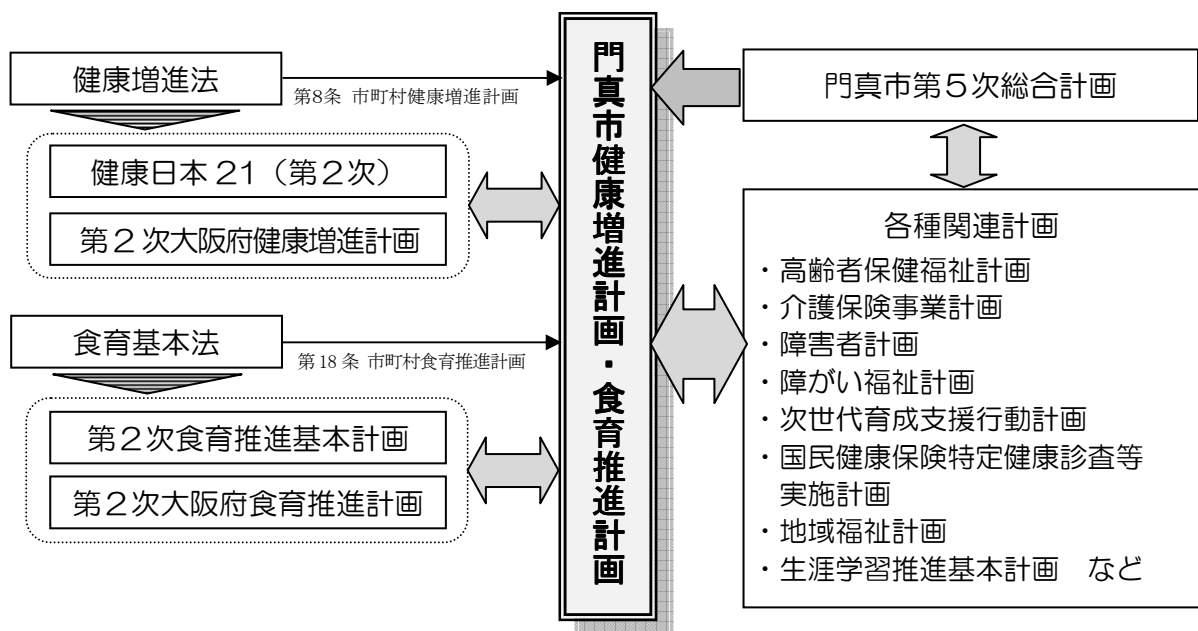 健康増進法
第8条 市町村健康増進計画
健康日本21（第２次）
第２次大阪府健康増進計画
食育基本法
第18条 市町村食育推進計画
第２次食育推進基本計画
第２次大阪府食育推進計画
門真市健康増進計画・食育推進計画
門真市第５次総合計画
各種関連計画
・高齢者保健福祉計画
・介護保険事業計画
・障害者計画
・障がい福祉計画
・次世代育成支援行動計画
・国民健康保険特定健康診査等
実施計画
・地域福祉計画
・生涯学習推進基本計画　など